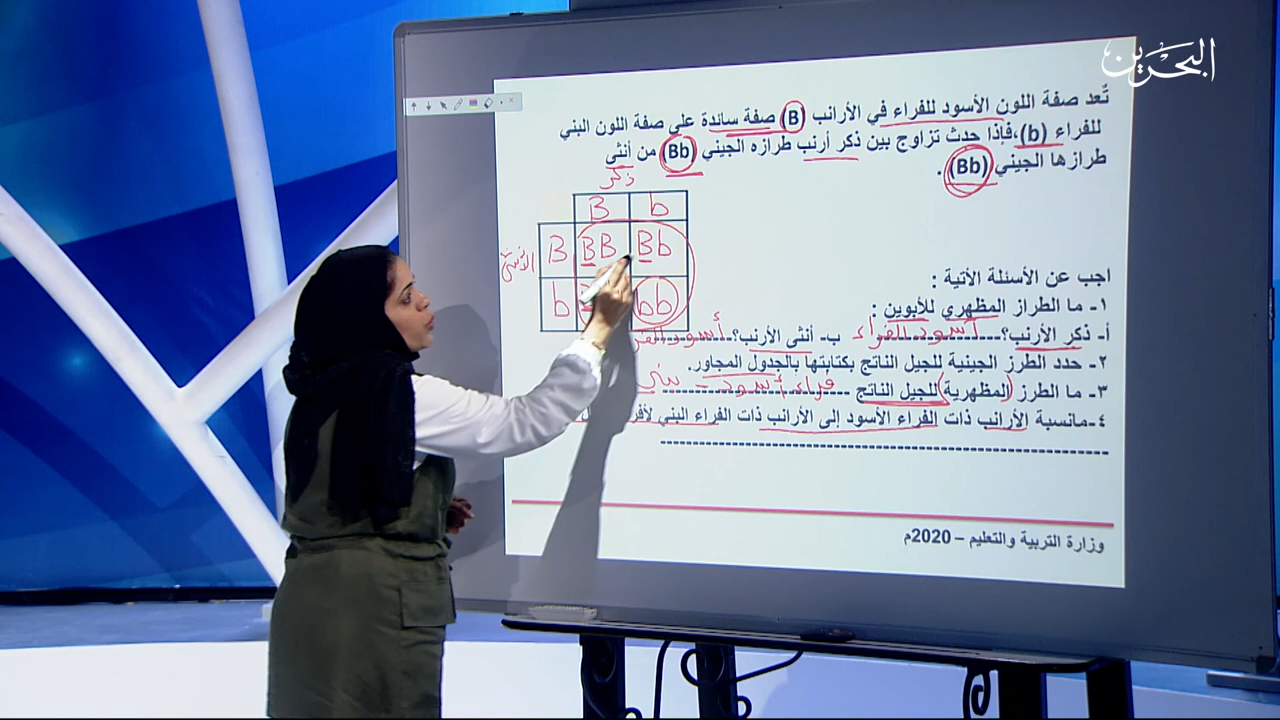 البحرين
تُعد صفة اللون الأسود للفراء في الأرانب (B) صفة سائدة على صفة اللون البني
للفراء (b)، فإذا حدث تزاوج بين ذكر أرنب طرازه الجيني (Bb) من أنثى
طرازها الجيني (Bb) .
ذكر
B b
الأنثى B BB Bb
b bb
اجب عن الأسئلة الآتية :
١- ما الطراز المظهري للأبوين :
أ- ذكر الأرنب؟ أسود الفراء ب- أنثى الأرنب؟ أسود
٢- حدد الطرز الجينية للجيل الناتج بكتابتها بالجدول المجاور.
٣- ما الطرز المظهرية للجيل الناتج فراء أسود - بني
٤- مانسبة الأرانب ذات الفراء الأسود إلى الأرانب ذات الفراء البني
وزارة التربية والتعليم – 2020م